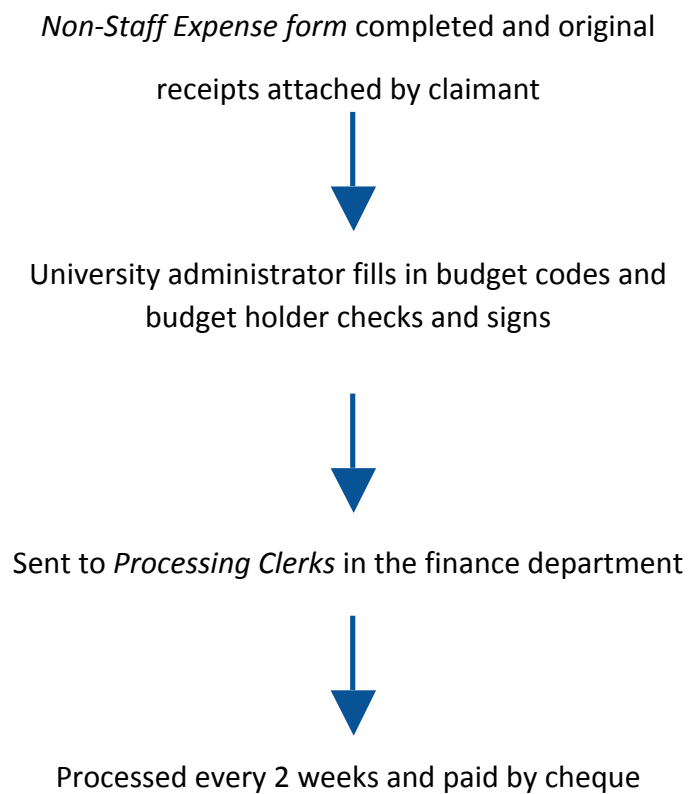 Non-Staff Expense form completed and original
receipts attached by claimant
University administrator fills in budget codes and
budget holder checks and signs
Sent to Processing Clerks in the finance department
Processed every 2 weeks and paid by cheque